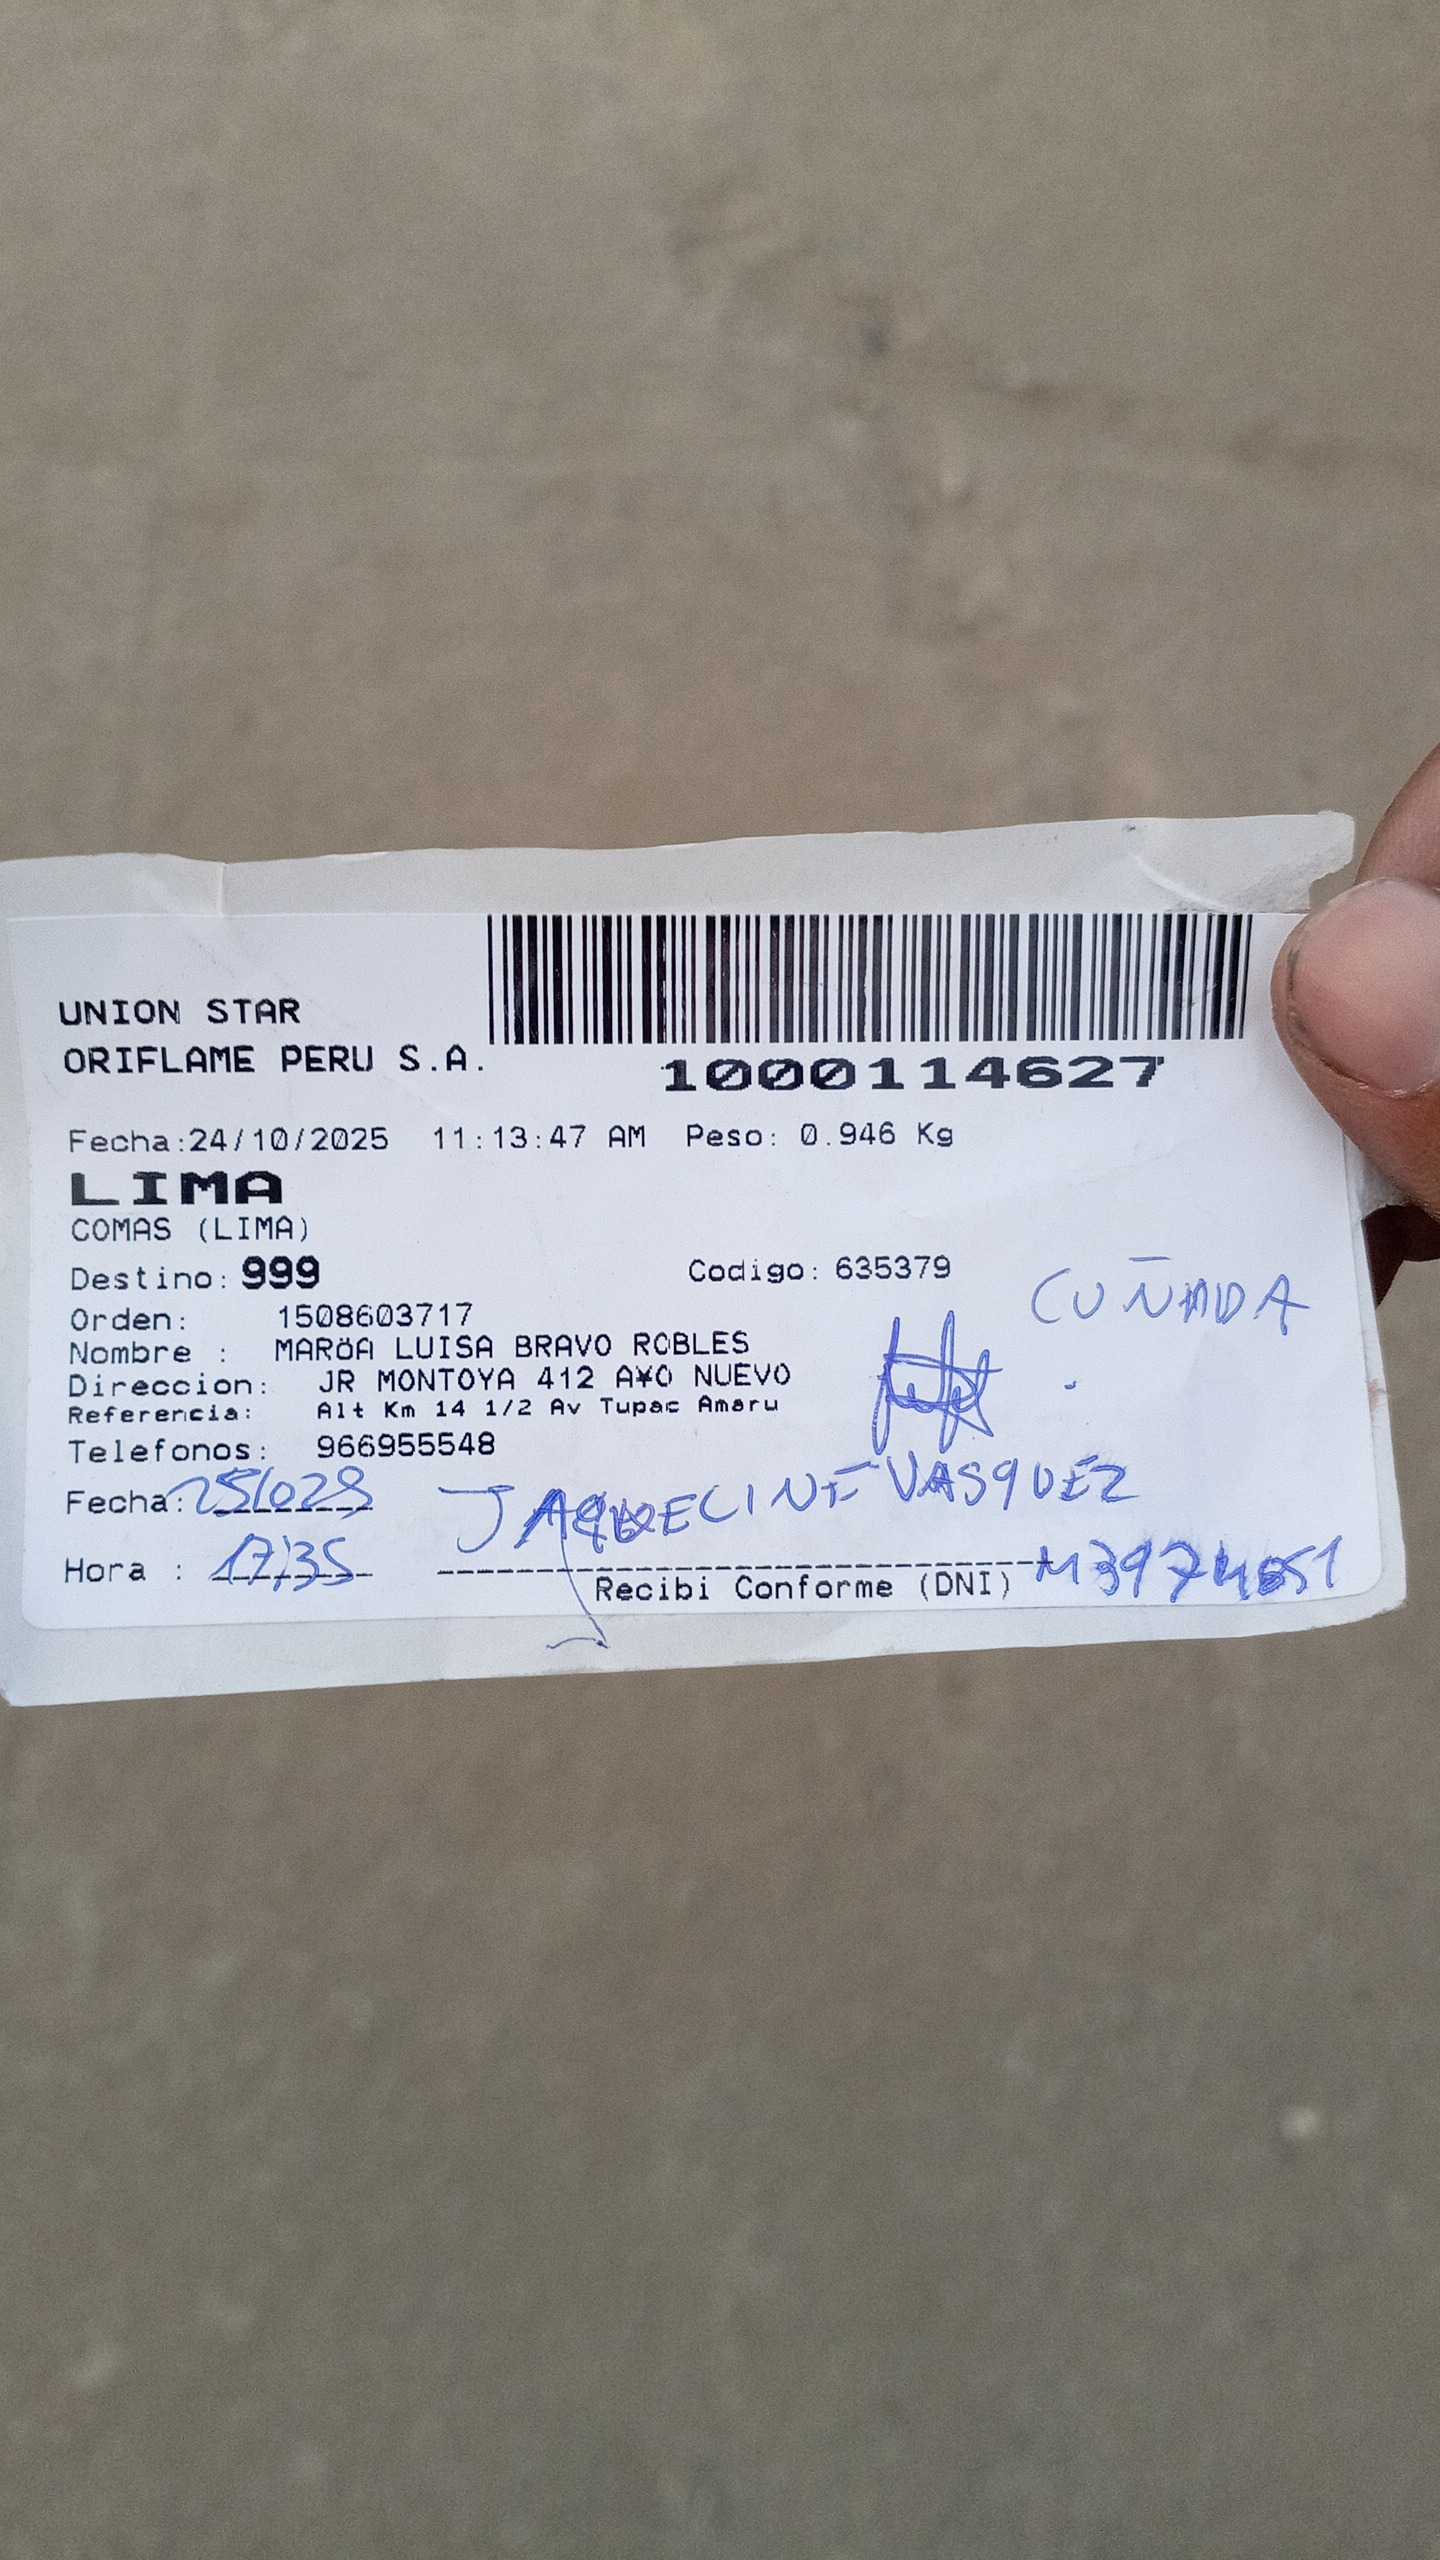 UNION STAR
ORIFLAME PERU S.A.
1000114627
Fecha:24/10/2025 11:13:47 AM Peso: 0.946 Kg
LIMA
COMAS (LIMA)
Destino: 999 Codigo: 635379
CUÑADA
Orden: 1508603717
Nombre : MARÖA LUISA BRAVO ROBLES
Direccion: JR MONTOYA 412 A¥O NUEVO
Referencia: Alt Km 14 1/2 Av Tupac Amaru
Telefonos: 966955548
Fecha: VASQUEZ
Hora : 17:35
Recibi Conforme (DNI)